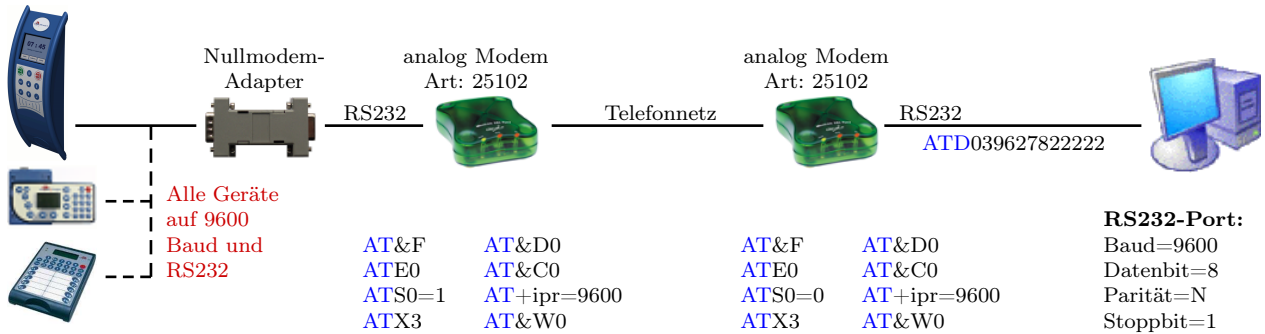 07:45
Nullmodem-
Adapter
analog Modem
Art: 25102
analog Modem
Art: 25102
RS232
Telefonnetz
RS232
ATD039627822222
Alle Geräte
auf 9600
Baud und
RS232
AT&F AT&D0
ATE0 AT&C0
ATS0=1 AT+ipr=9600
ATX3 AT&W0
AT&F AT&D0
ATE0 AT&C0
ATS0=0 AT+ipr=9600
ATX3 AT&W0
RS232-Port:
Baud=9600
Datenbit=8
Parität=N
Stoppbit=1